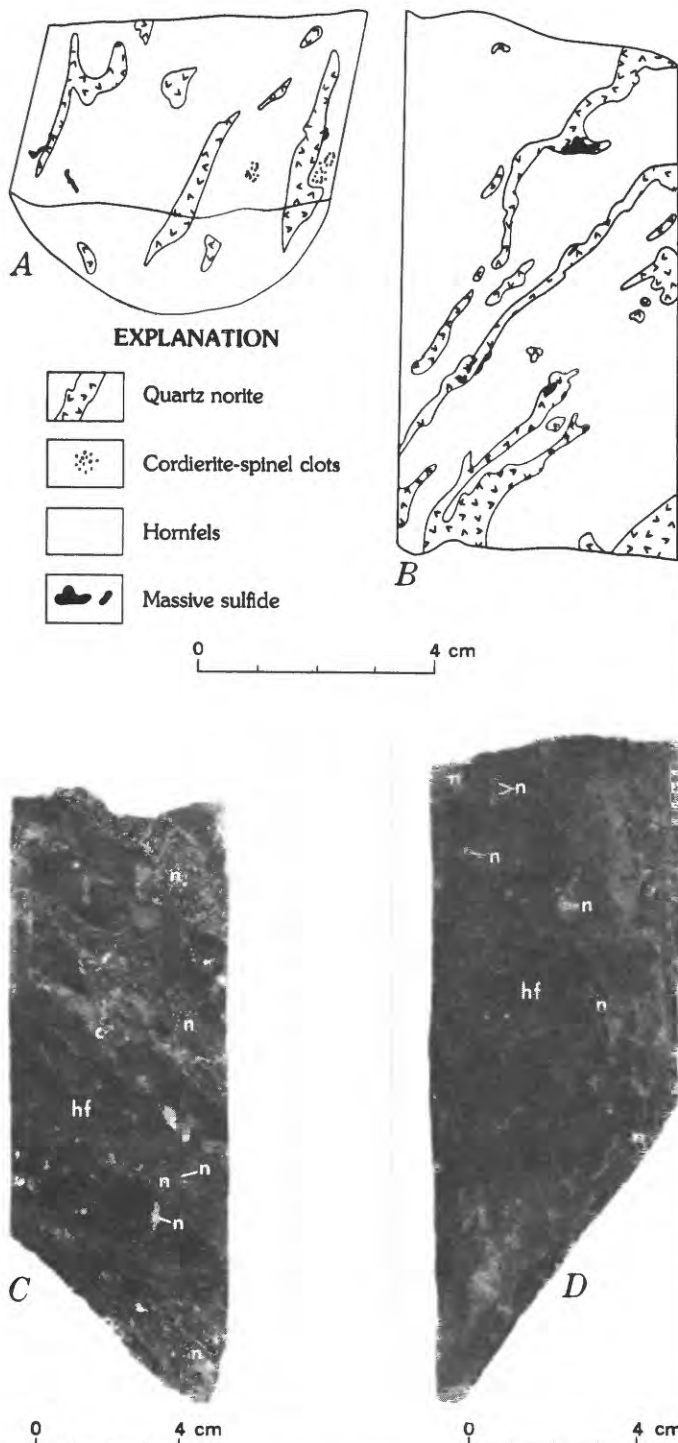 A
EXPLANATION
Quartz norite
Cordierite-spinel clots
Hornfels
Massive sulfide
B
0 4 cm
n
n
c
hf
n
n
n
n
C
0 4 cm
n
n
n
n
hf
n
D
0 4 cm